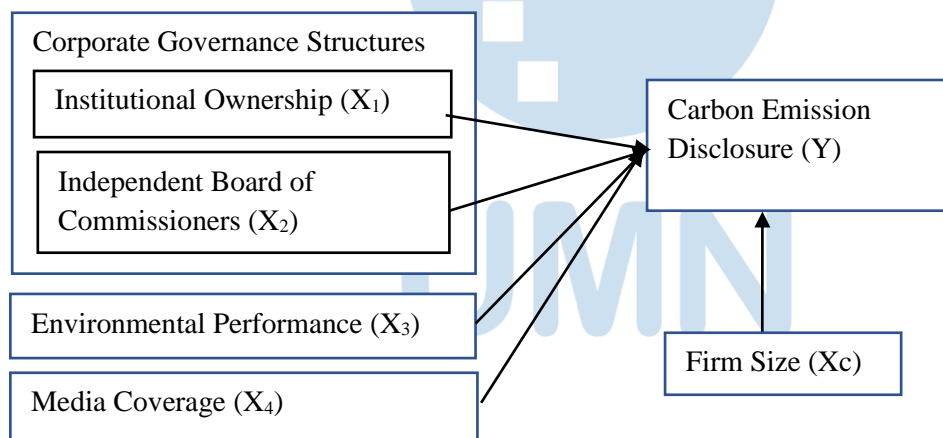 Corporate Governance Structures
Institutional Ownership (X₁)
Independent Board of
Commissioners (X₂)
Environmental Performance (X₃)
Media Coverage (X₄)
Carbon Emission
Disclosure (Y)
Firm Size (Xc)
UMN